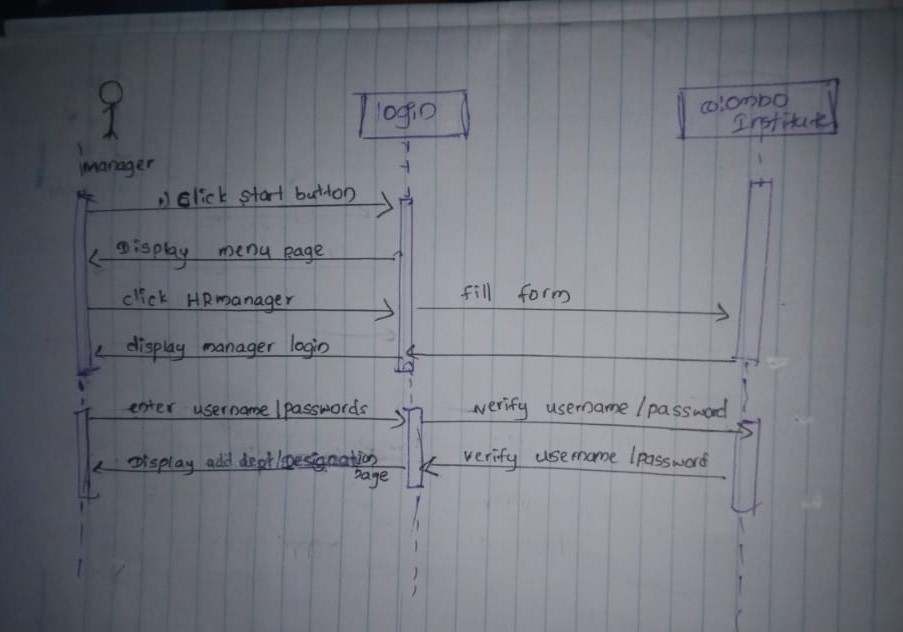 login
colombo
Institute
manager
1) Click start button
Display menu page
click HRmanager
fill form
display manager login
enter username/passwords
verify username/password
Display add dept/Designation
page
verify username/password